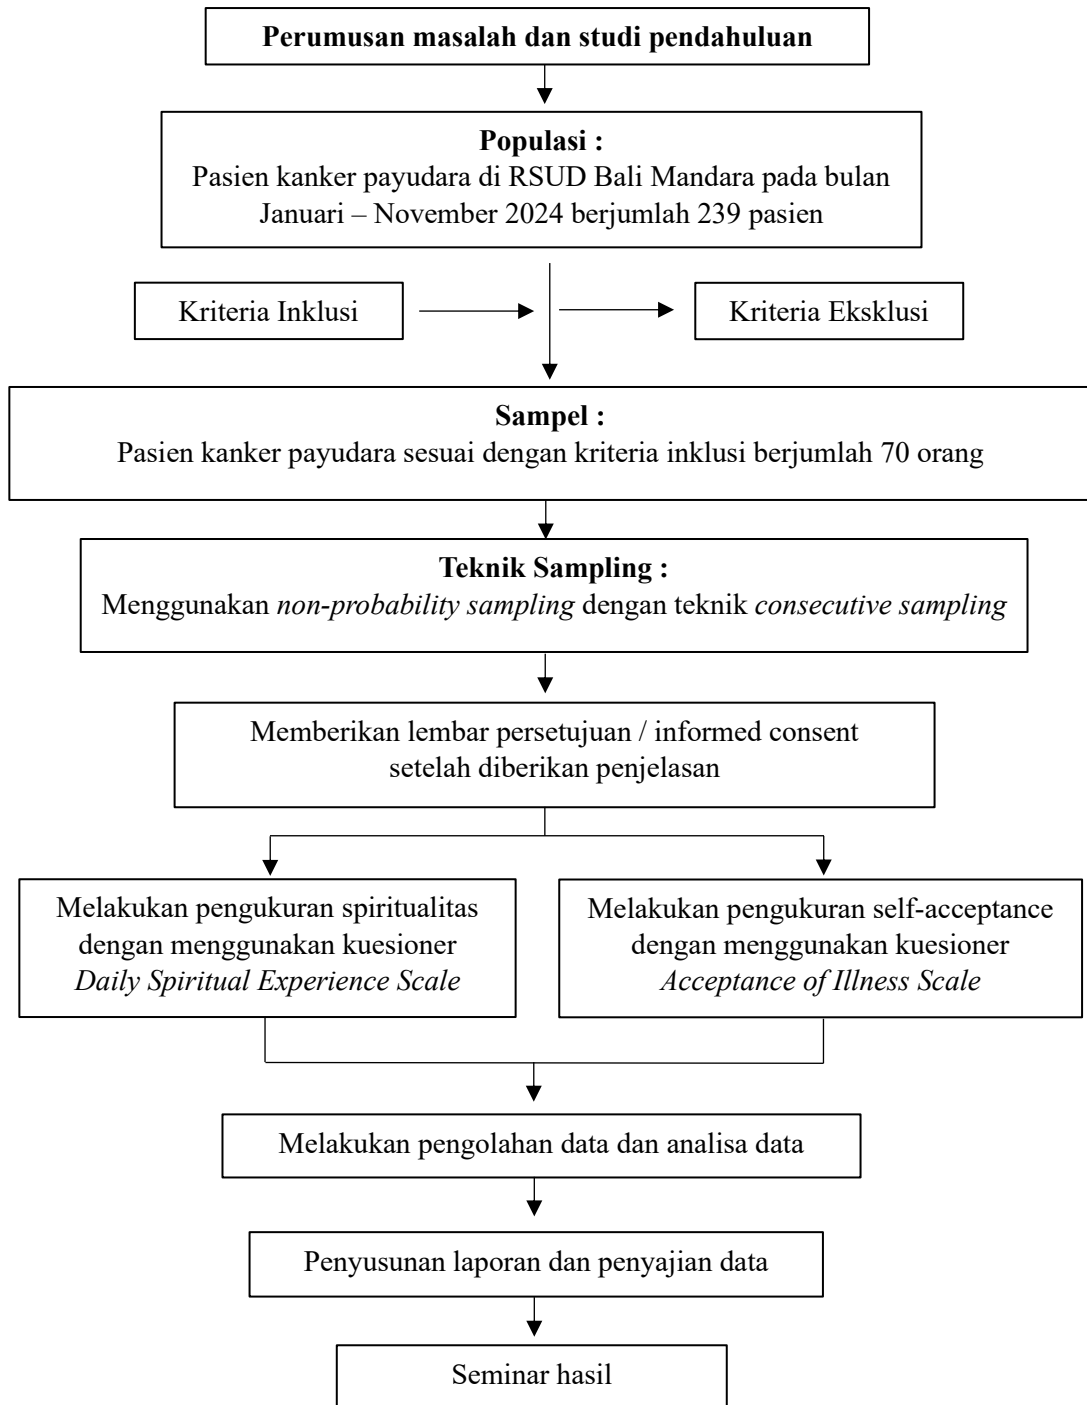 Perumusan masalah dan studi pendahuluan
Populasi :
Pasien kanker payudara di RSUD Bali Mandara pada bulan
Januari – November 2024 berjumlah 239 pasien
Kriteria Inklusi
Kriteria Eksklusi
Sampel :
Pasien kanker payudara sesuai dengan kriteria inklusi berjumlah 70 orang
Teknik Sampling :
Menggunakan non-probability sampling dengan teknik consecutive sampling
Memberikan lembar persetujuan / informed consent
setelah diberikan penjelasan
Melakukan pengukuran spiritualitas
dengan menggunakan kuesioner
Daily Spiritual Experience Scale
Melakukan pengukuran self-acceptance
dengan menggunakan kuesioner
Acceptance of Illness Scale
Melakukan pengolahan data dan analisa data
Penyusunan laporan dan penyajian data
Seminar hasil